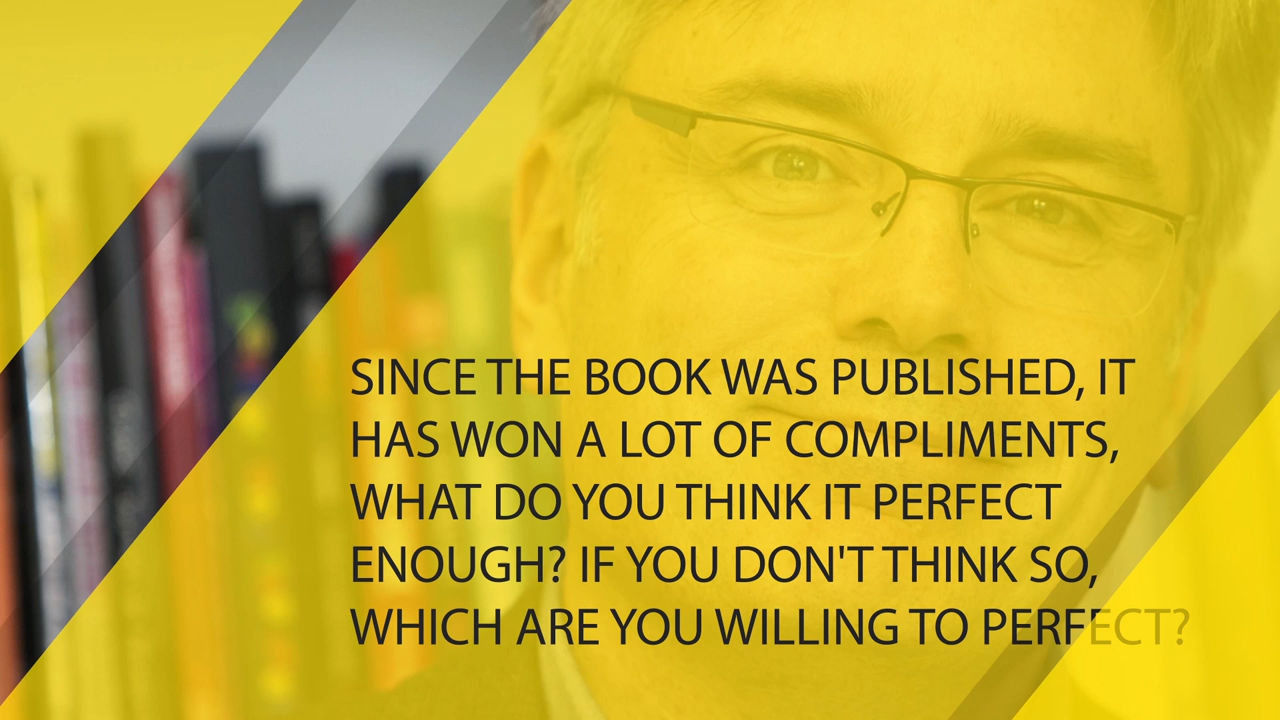 SINCE THE BOOK WAS PUBLISHED, IT
HAS WON A LOT OF COMPLIMENTS,
WHAT DO YOU THINK IT PERFECT
ENOUGH? IF YOU DON'T THINK SO,
WHICH ARE YOU WILLING TO PERFECT?